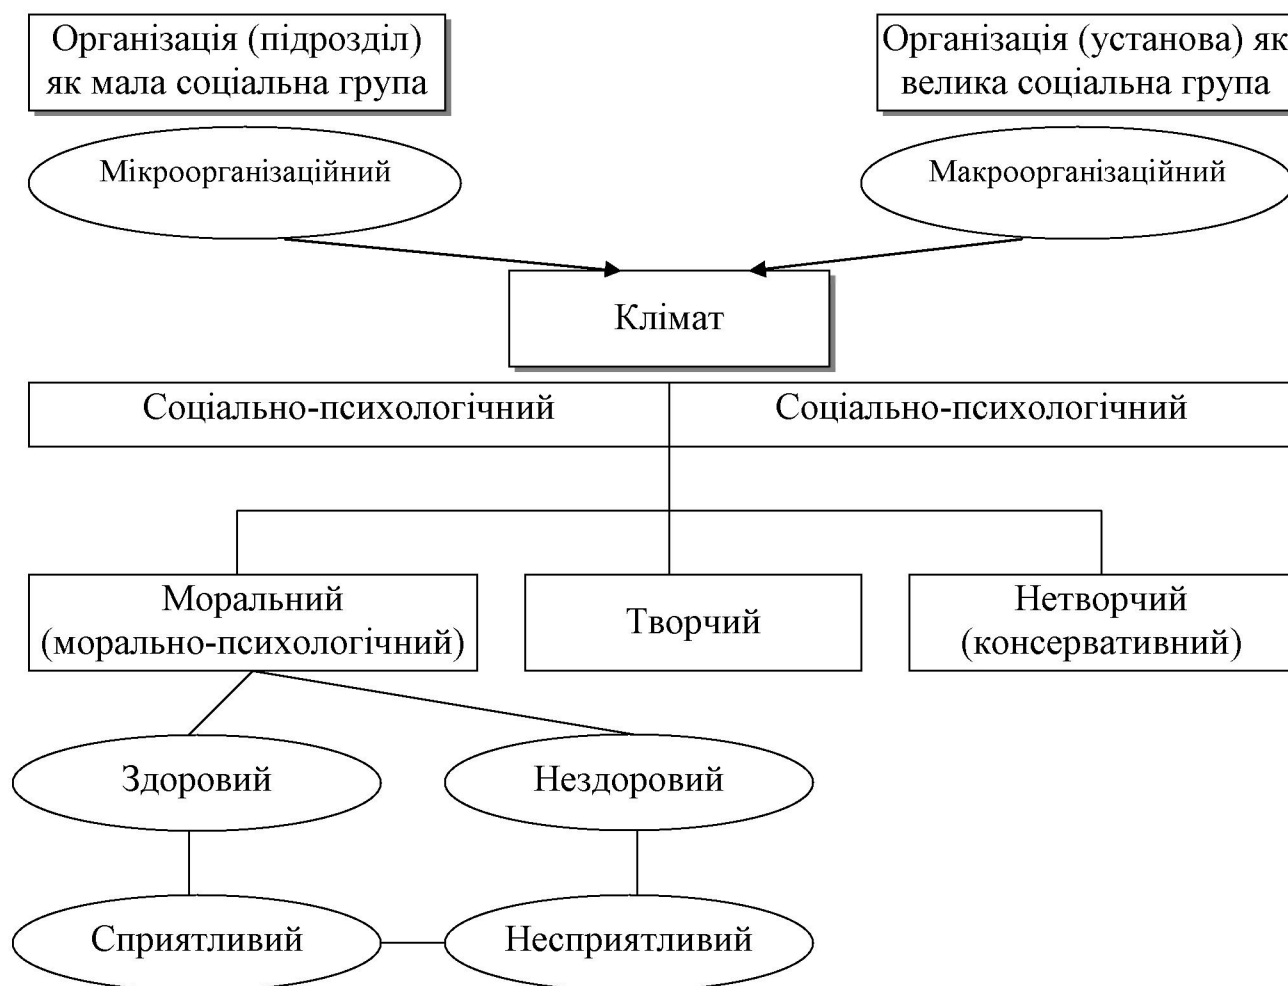 Організація (підрозділ)
як мала соціальна група
Організація (установа) як
велика соціальна група
Мікроорганізаційний
Макроорганізаційний
Клімат
Соціально-психологічний
Соціально-психологічний
Моральний
(морально-психологічний)
Творчий
Нетворчий
(консервативний)
Здоровий
Нездоровий
Сприятливий
Несприятливий